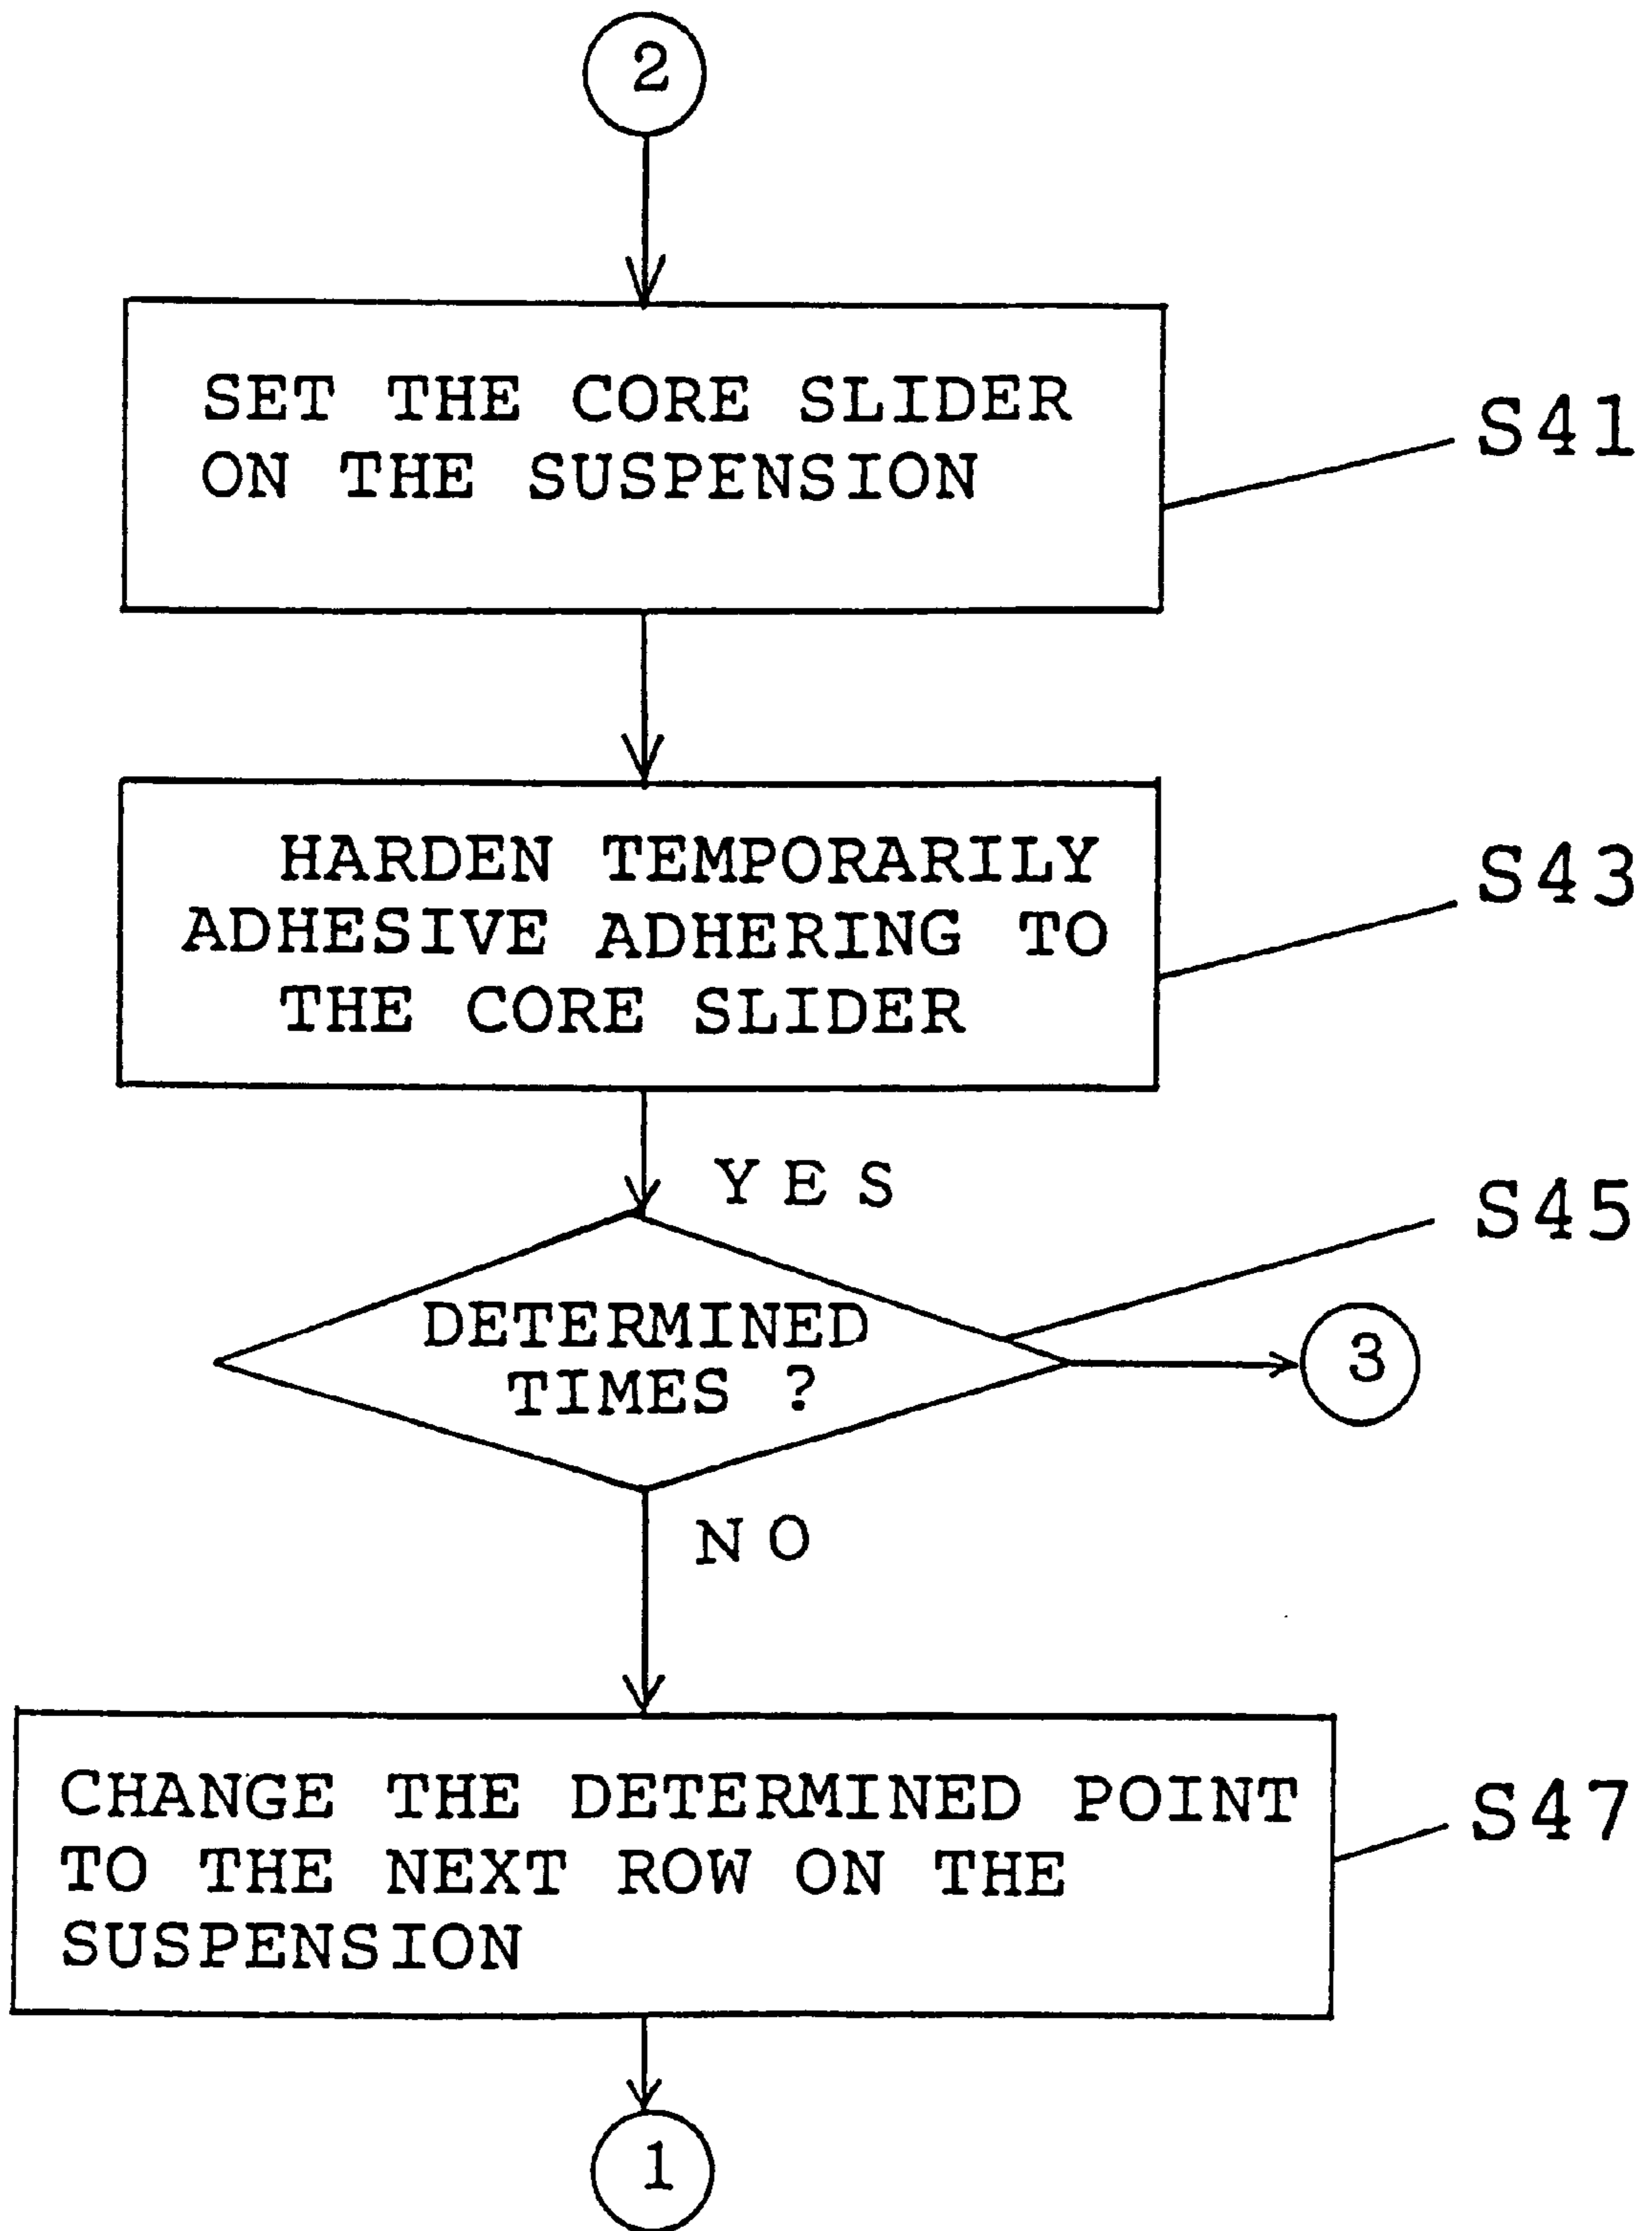 2
SET THE CORE SLIDER
ON THE SUSPENSION
S41
HARDEN TEMPORARILY
ADHESIVE ADHERING TO
THE CORE SLIDER
S43
YES
S45
DETERMINED
TIMES ?
3
NO
CHANGE THE DETERMINED POINT
TO THE NEXT ROW ON THE
SUSPENSION
S47
1